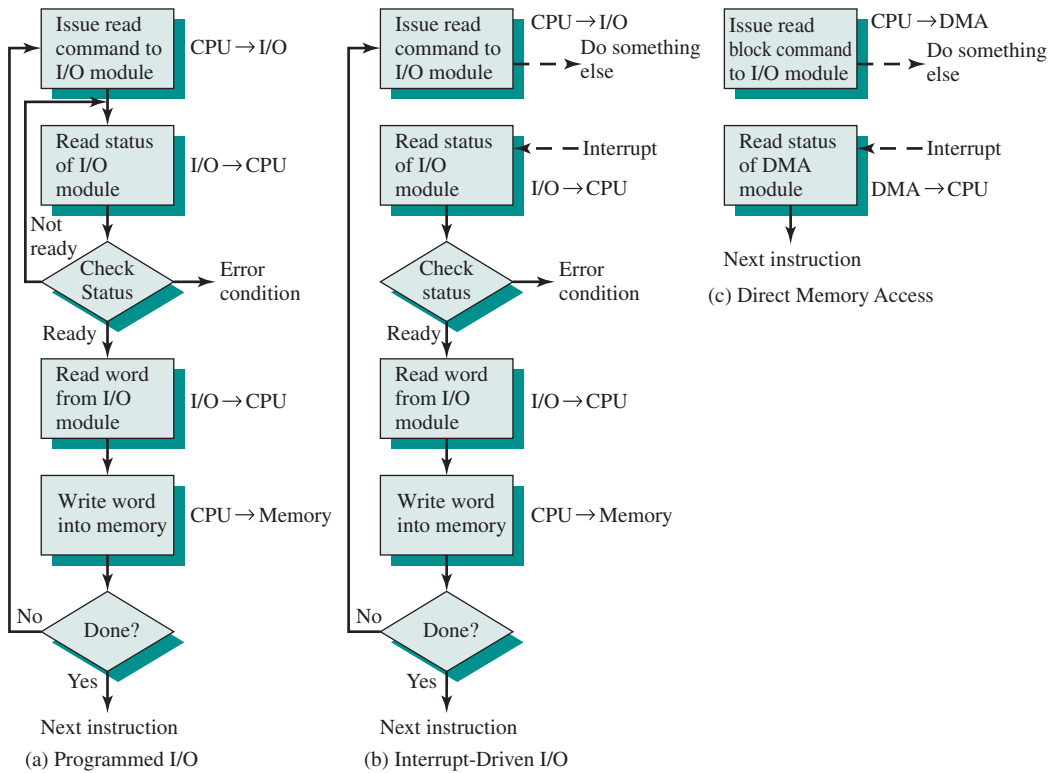 Issue read
command to
I/O module
CPU → I/O
Read status
of I/O
module
I/O → CPU
Not
ready
Check
Status
Error
condition
Ready
Read word
from I/O
module
I/O → CPU
Write word
into memory
CPU → Memory
No
Done?
Yes
Next instruction
(a) Programmed I/O
Issue read
command to
I/O module
CPU → I/O
Do something
else
Read status
of I/O
module
Interrupt
I/O → CPU
Check
status
Error
condition
Ready
Read word
from I/O
module
I/O → CPU
Write word
into memory
CPU → Memory
No
Done?
Yes
Next instruction
(b) Interrupt-Driven I/O
Issue read
block command
to I/O module
CPU → DMA
Do something
else
Read status
of DMA
module
Interrupt
DMA → CPU
Next instruction
(c) Direct Memory Access